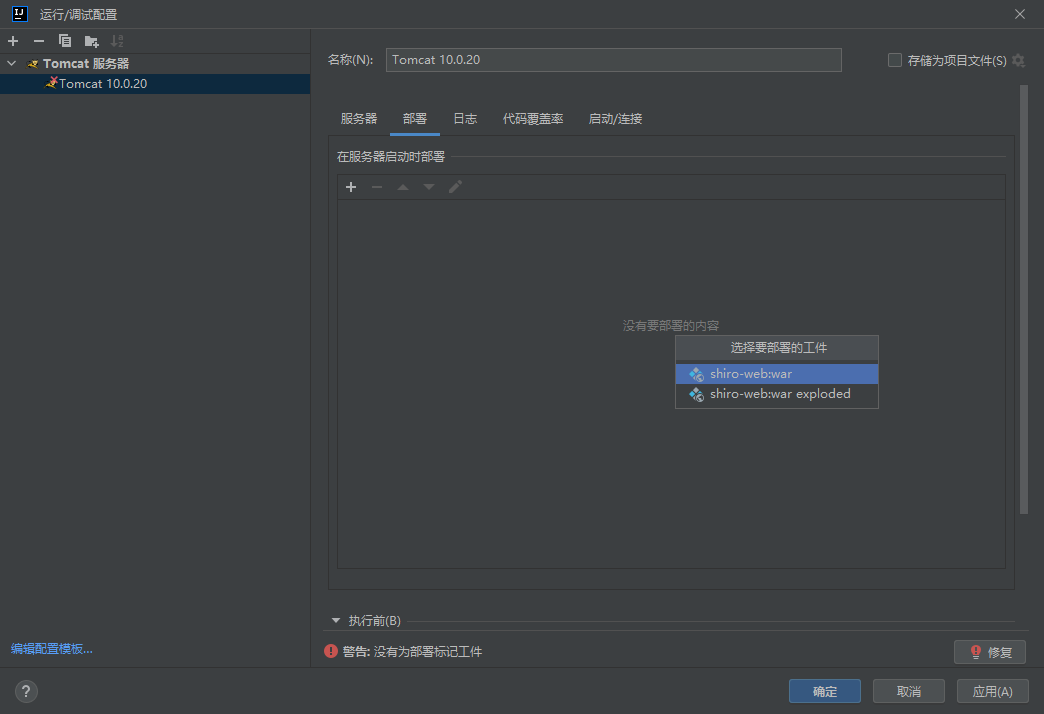 运行/调试配置
Tomcat 服务器
Tomcat 10.0.20
名称(N):
Tomcat 10.0.20
存储为项目文件(S)
服务器
部署
日志
代码覆盖率
启动/连接
在服务器启动时部署
没有要部署的内容
选择要部署的工件
shiro-web:war
shiro-web:war exploded
执行前(B)
编辑配置模板...
警告: 没有为部署标记工件
修复
?
确定
取消
应用(A)